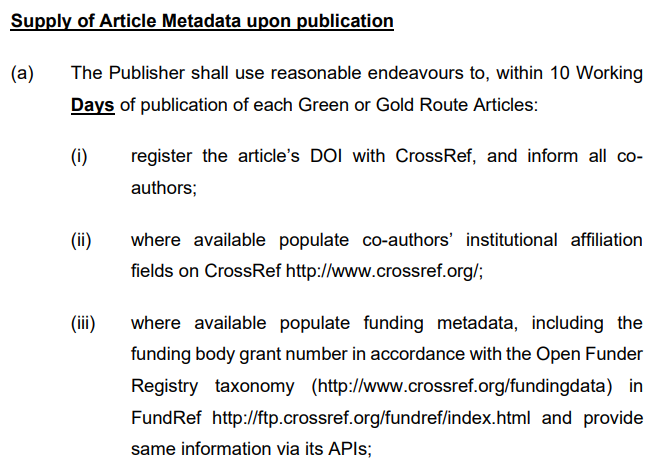 Supply of Article Metadata upon publication
(a) The Publisher shall use reasonable endeavours to, within 10 Working
Days of publication of each Green or Gold Route Articles:
(i) register the article’s DOI with CrossRef, and inform all co-
authors;
(ii) where available populate co-authors’ institutional affiliation
fields on CrossRef http://www.crossref.org/;
(iii) where available populate funding metadata, including the
funding body grant number in accordance with the Open Funder
Registry taxonomy (http://www.crossref.org/fundingdata) in
FundRef http://ftp.crossref.org/fundref/index.html and provide
same information via its APIs;